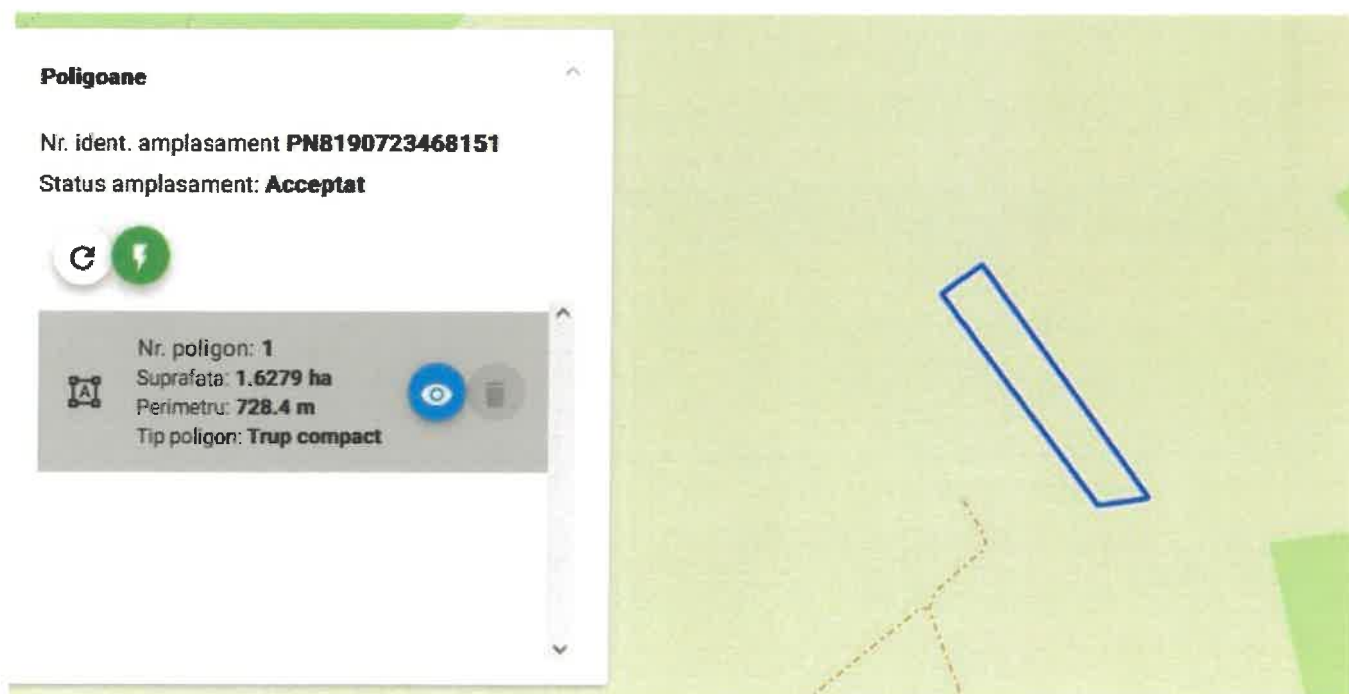 Poligoane
Nr. ident. amplasament PN8190723468151
Status amplasament: Acceptat
Nr. poligon: 1
Suprafata: 1.6279 ha
Perimetru: 728.4 m
Tip poligon: Trup compact